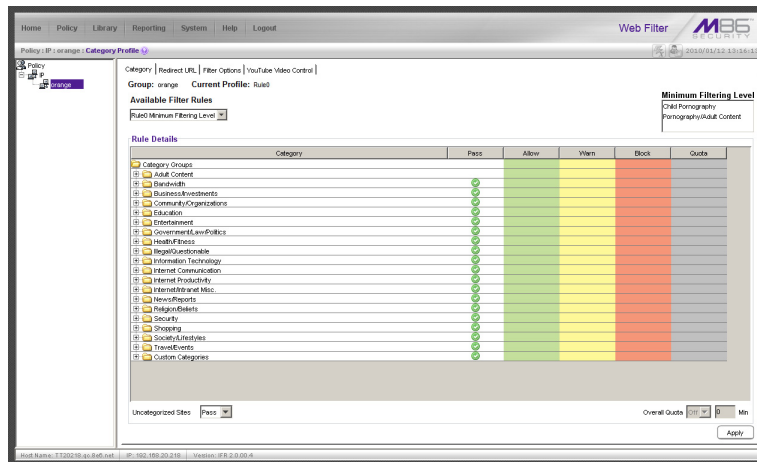 Home Policy Library Reporting System Help Logout
Web Filter
M86
SECURITY
Policy : IP : orange : Category Profile
2010/01/12 13:16:13
Policy
IP
orange
Category Redirect URL Filter Options YouTube Video Control
Group: orange Current Profile: Rule0
Available Filter Rules
Rule0 Minimum Filtering Level
Minimum Filtering Level
Child Pornography
Pornography/Adult Content
Rule Details
Category Pass Allow Warn Block Quota
Category Groups
Adult Content
Bandwidth
Business/Investments
Community/Organizations
Education
Entertainment
Government/Law/Politics
Health/Fitness
Illegal/Questionable
Information Technology
Internet Communication
Internet Productivity
Internet/Intranet Misc.
News/Reports
Religion/Beliefs
Security
Shopping
Society/Lifestyles
Travel/Events
Custom Categories
Uncategorized Sites Pass
Overall Quota Off 0 Min
Apply
Host Name: TT20218.qc.8e6.net IP: 192.168.20.218 Version: IFR 2.0.00.4